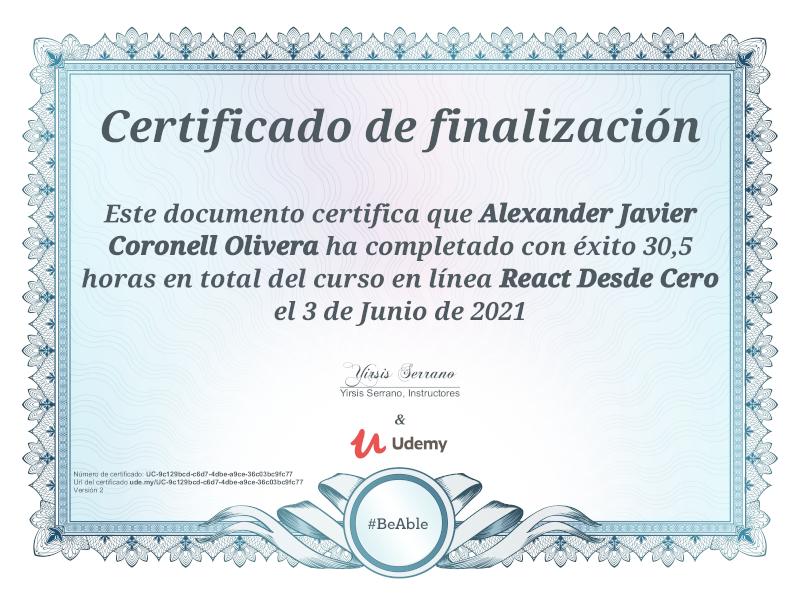 Certificado de finalización
Este documento certifica que Alexander Javier
Coronell Olivera ha completado con éxito 30,5
horas en total del curso en línea React Desde Cero
el 3 de Junio de 2021
Yirsis Serrano
Yirsis Serrano, Instructores
&
Udemy
Número de certificado: UC-9c129bcd-c6d7-4dbe-a9ce-36c03bc9fc77
Url del certificado ude.my/UC-9c129bcd-c6d7-4dbe-a9ce-36c03bc9fc77
Versión 2
#BeAble